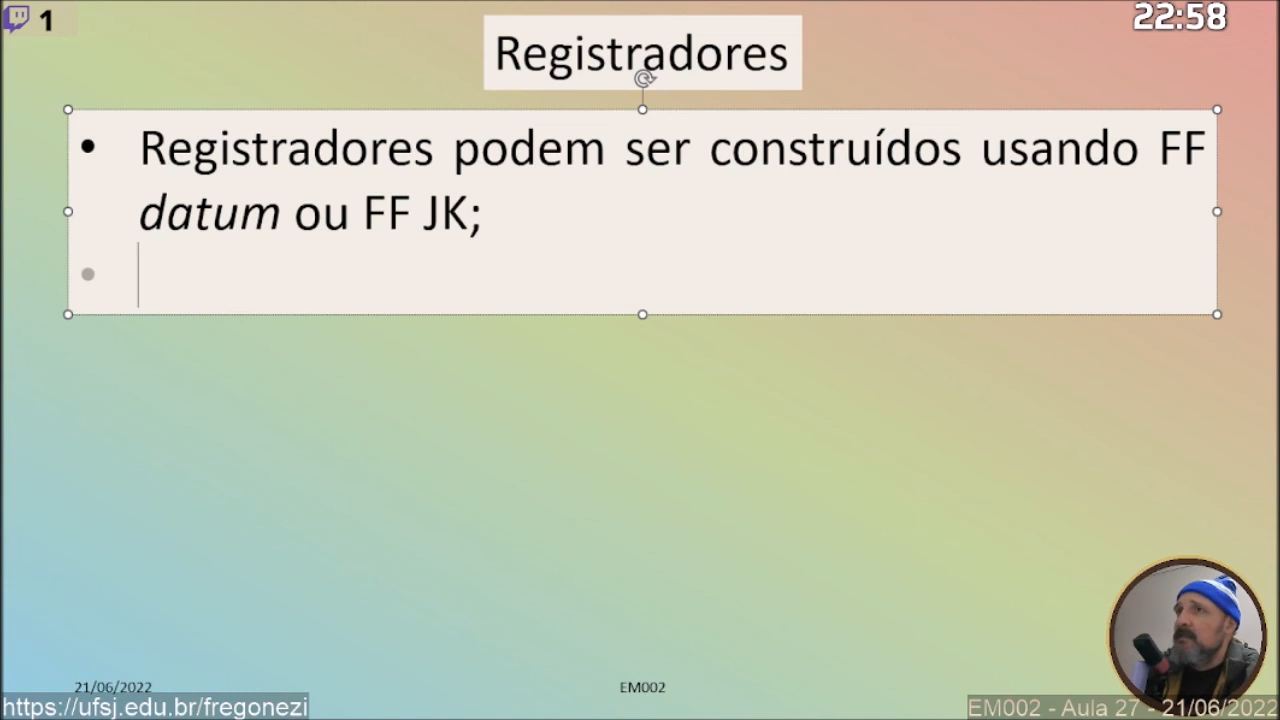 1
22:58
Registradores
• Registradores podem ser construídos usando FF
datum ou FF JK;
•
21/06/2022
EM002
https://ufsj.edu.br/fregonezi
EM002 - Aula 27 - 21/06/2022